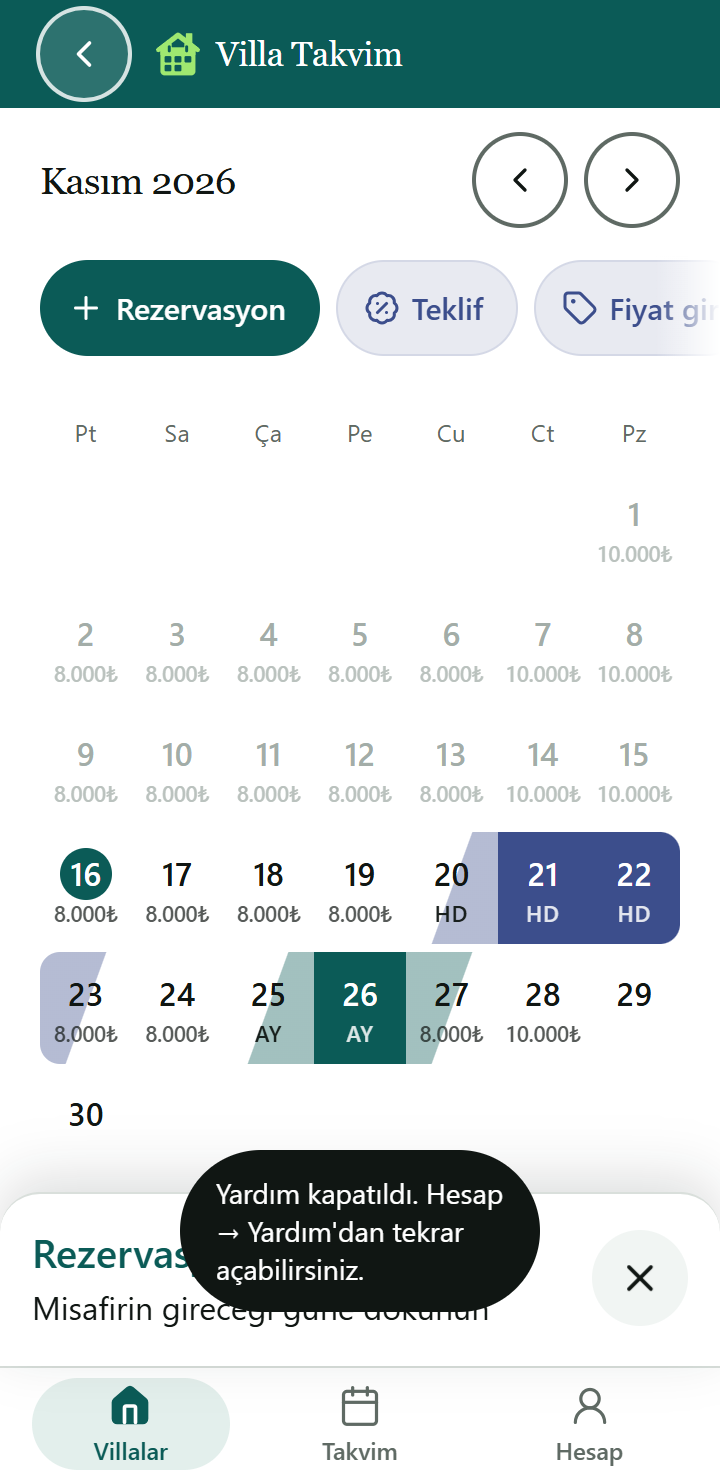 Villa Takvim
Kasım 2026
Rezervasyon
Teklif
Fiyat
Pt Sa Ça Pe Cu Ct Pz
1
10.000₺
2 3 4 5 6 7 8
8.000₺ 8.000₺ 8.000₺ 8.000₺ 8.000₺ 10.000₺ 10.000₺
9 10 11 12 13 14 15
8.000₺ 8.000₺ 8.000₺ 8.000₺ 8.000₺ 10.000₺ 10.000₺
16 17 18 19 20 21 22
8.000₺ 8.000₺ 8.000₺ 8.000₺ HD HD HD
23 24 25 26 27 28 29
8.000₺ 8.000₺ AY AY 8.000₺ 10.000₺
30
Yardım kapatıldı. Hesap
→ Yardım'dan tekrar
açabilirsiniz.
Misafirin gireceği güne dokunun
Villalar Takvim Hesap